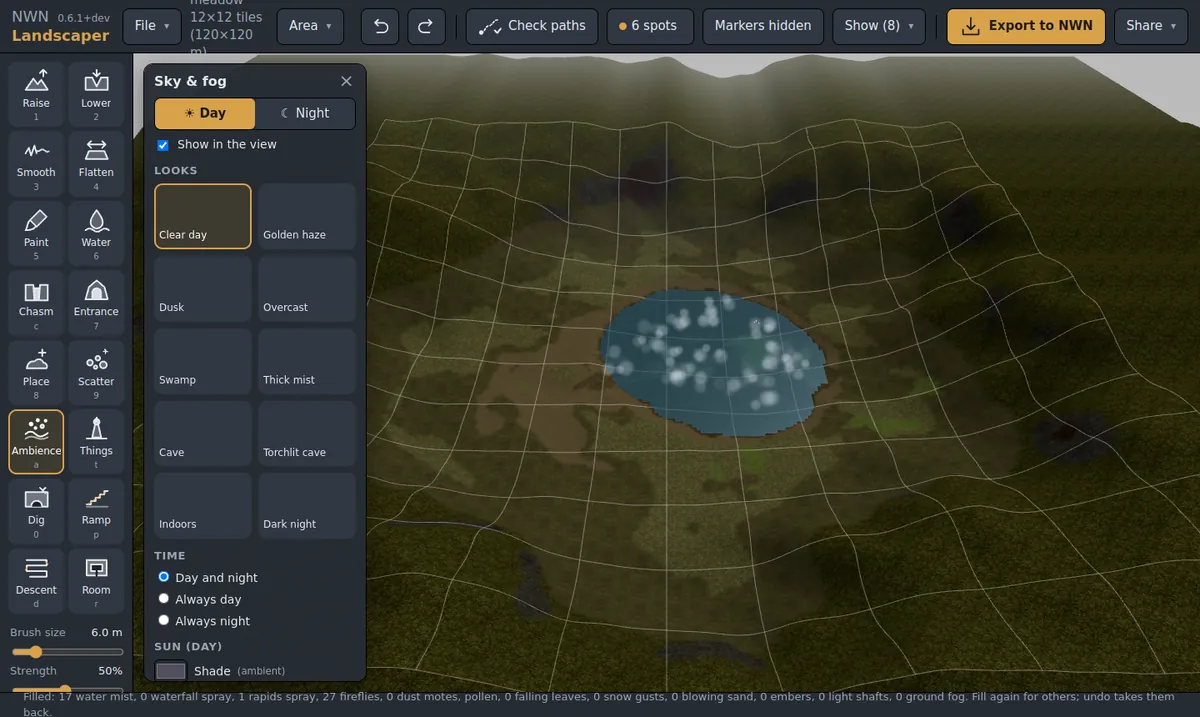 NWN 0.6.1+dev
Landscaper
File ▾
meadow
12×12 tiles
(120×120
m)
Area ▾
Check paths
6 spots
Markers hidden
Show (8) ▾
Export to NWN
Share ▾
Raise
1
Lower
2
Smooth
3
Flatten
4
Paint
5
Water
6
Chasm
c
Entrance
7
Place
8
Scatter
9
Ambience
a
Things
t
Dig
0
Ramp
p
Descent
d
Room
r
Brush size 6.0 m
Strength 50%
Sky & fog
Day
Night
Show in the view
LOOKS
Clear day
Golden haze
Dusk
Overcast
Swamp
Thick mist
Cave
Torchlit cave
Indoors
Dark night
TIME
Day and night
Always day
Always night
SUN (DAY)
Shade (ambient)
Filled: 17 water mist, 0 waterfall spray, 1 rapids spray, 27 fireflies, 0 dust motes, pollen, 0 falling leaves, 0 snow gusts, 0 blowing sand, 0 embers, 0 light shafts, 0 ground fog. Fill again for others; undo takes them
back.